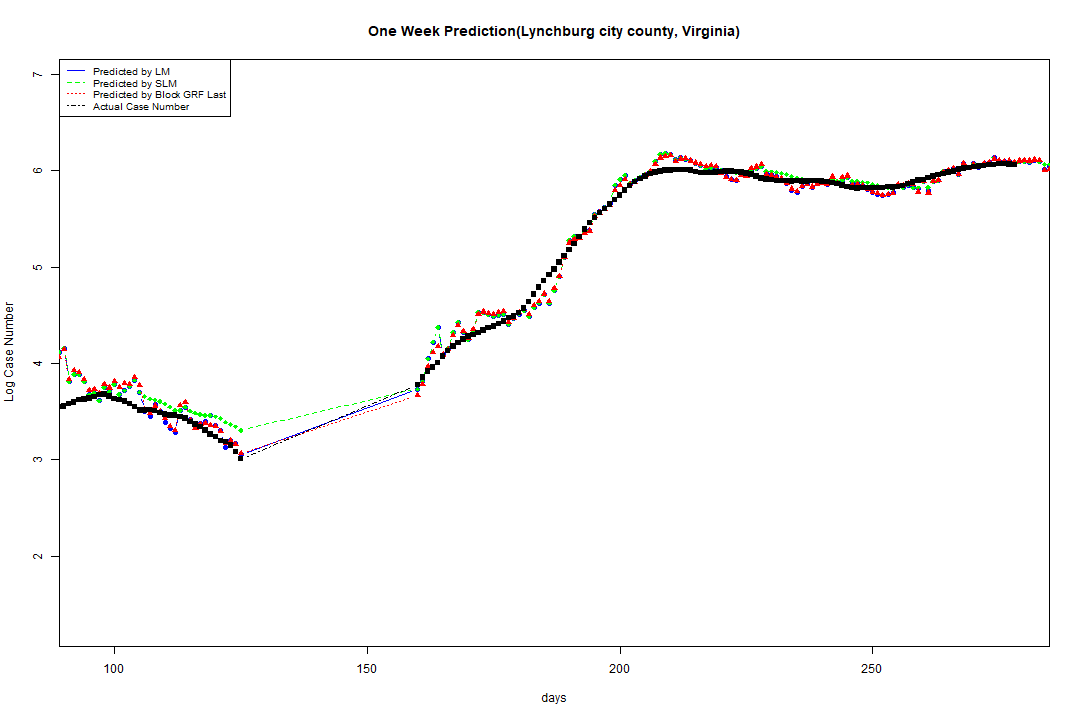 One Week Prediction(Lynchburg city county, Virginia)
Predicted by LM
Predicted by SLM
Predicted by Block GRF Last
Actual Case Number
7
6
5
4
3
2
Log Case Number
100 150 200 250
days